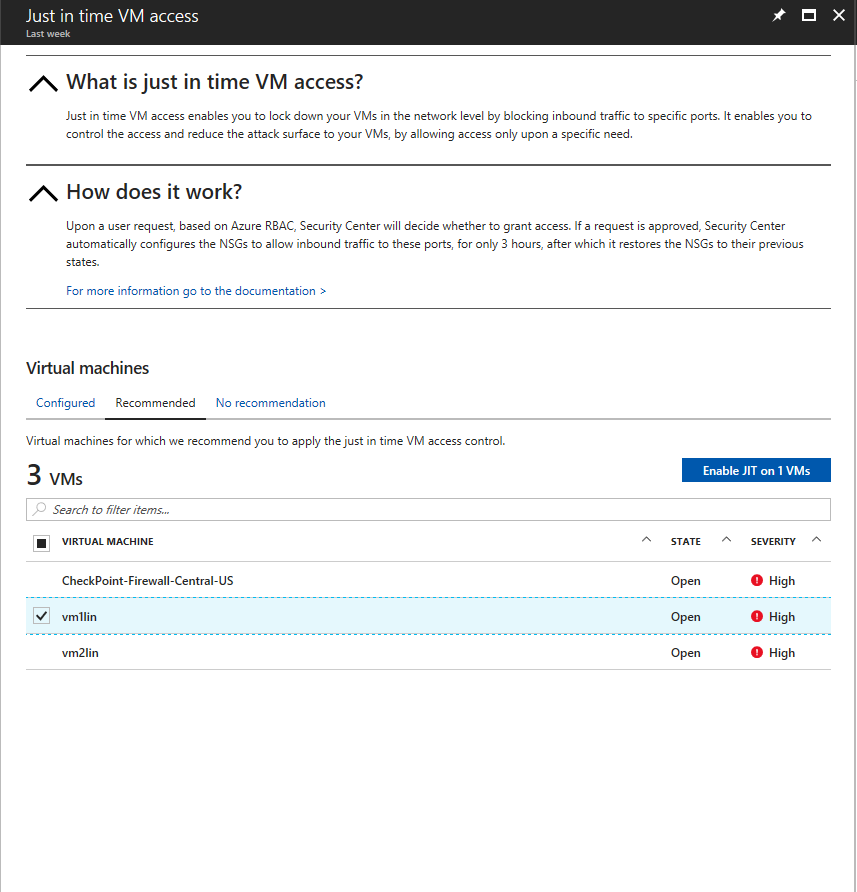 Just in time VM access
Last week
What is just in time VM access?
Just in time VM access enables you to lock down your VMs in the network level by blocking inbound traffic to specific ports. It enables you to
control the access and reduce the attack surface to your VMs, by allowing access only upon a specific need.
How does it work?
Upon a user request, based on Azure RBAC, Security Center will decide whether to grant access. If a request is approved, Security Center
automatically configures the NSGs to allow inbound traffic to these ports, for only 3 hours, after which it restores the NSGs to their previous
states.
For more information go to the documentation >
Virtual machines
Configured Recommended No recommendation
Virtual machines for which we recommend you to apply the just in time VM access control.
3 VMs Enable JIT on 1 VMs
Search to filter items...
VIRTUAL MACHINE STATE SEVERITY
CheckPoint-Firewall-Central-US Open High
vm1lin Open High
vm2lin Open High